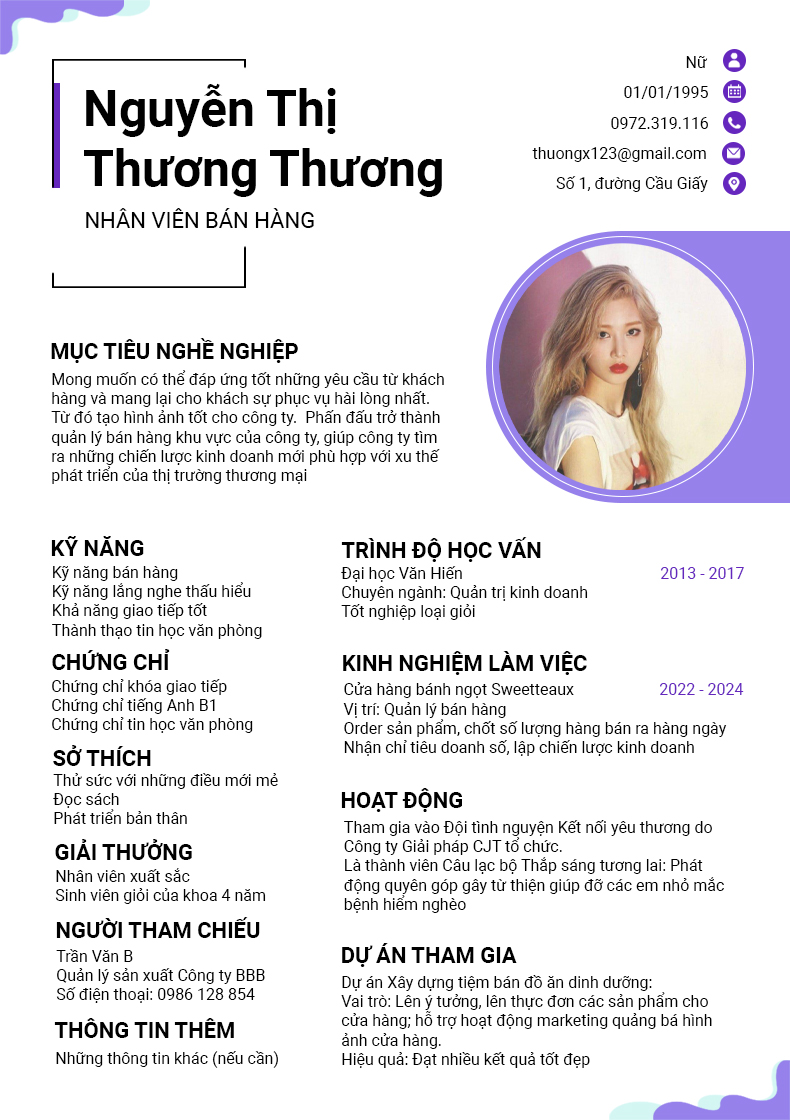 Nguyễn Thị
Thương Thương
NHÂN VIÊN BÁN HÀNG
Nữ
01/01/1995
0972.319.116
thuongx123@gmail.com
Số 1, đường Cầu Giấy
MỤC TIÊU NGHỀ NGHIỆP
Mong muốn có thể đáp ứng tốt những yêu cầu từ khách
hàng và mang lại cho khách sự phục vụ hài lòng nhất.
Từ đó tạo hình ảnh tốt cho công ty. Phấn đấu trở thành
quản lý bán hàng khu vực của công ty, giúp công ty tìm
ra những chiến lược kinh doanh mới phù hợp với xu thế
phát triển của thị trường thương mại
KỸ NĂNG
Kỹ năng bán hàng
Kỹ năng lắng nghe thấu hiểu
Khả năng giao tiếp tốt
Thành thạo tin học văn phòng
CHỨNG CHỈ
Chứng chỉ khóa giao tiếp
Chứng chỉ tiếng Anh B1
Chứng chỉ tin học văn phòng
SỞ THÍCH
Thử sức với những điều mới mẻ
Đọc sách
Phát triển bản thân
GIẢI THƯỞNG
Nhân viên xuất sắc
Sinh viên giỏi của khoa 4 năm
NGƯỜI THAM CHIẾU
Trần Văn B
Quản lý sản xuất Công ty BBB
Số điện thoại: 0986 128 854
THÔNG TIN THÊM
Những thông tin khác (nếu cần)
TRÌNH ĐỘ HỌC VẤN
Đại học Văn Hiến 2013 - 2017
Chuyên ngành: Quản trị kinh doanh
Tốt nghiệp loại giỏi
KINH NGHIỆM LÀM VIỆC
Cửa hàng bánh ngọt Sweetteaux 2022 - 2024
Vị trí: Quản lý bán hàng
Order sản phẩm, chốt số lượng hàng bán ra hàng ngày
Nhận chỉ tiêu doanh số, lập chiến lược kinh doanh
HOẠT ĐỘNG
Tham gia vào Đội tình nguyện Kết nối yêu thương do
Công ty Giải pháp CJT tổ chức.
Là thành viên Câu lạc bộ Thắp sáng tương lai: Phát
động quyên góp gây từ thiện giúp đỡ các em nhỏ mắc
bệnh hiểm nghèo
DỰ ÁN THAM GIA
Dự án Xây dựng tiệm bán đồ ăn dinh dưỡng:
Vai trò: Lên ý tưởng, lên thực đơn các sản phẩm cho
cửa hàng; hỗ trợ hoạt động marketing quảng bá hình
ảnh cửa hàng.
Hiệu quả: Đạt nhiều kết quả tốt đẹp